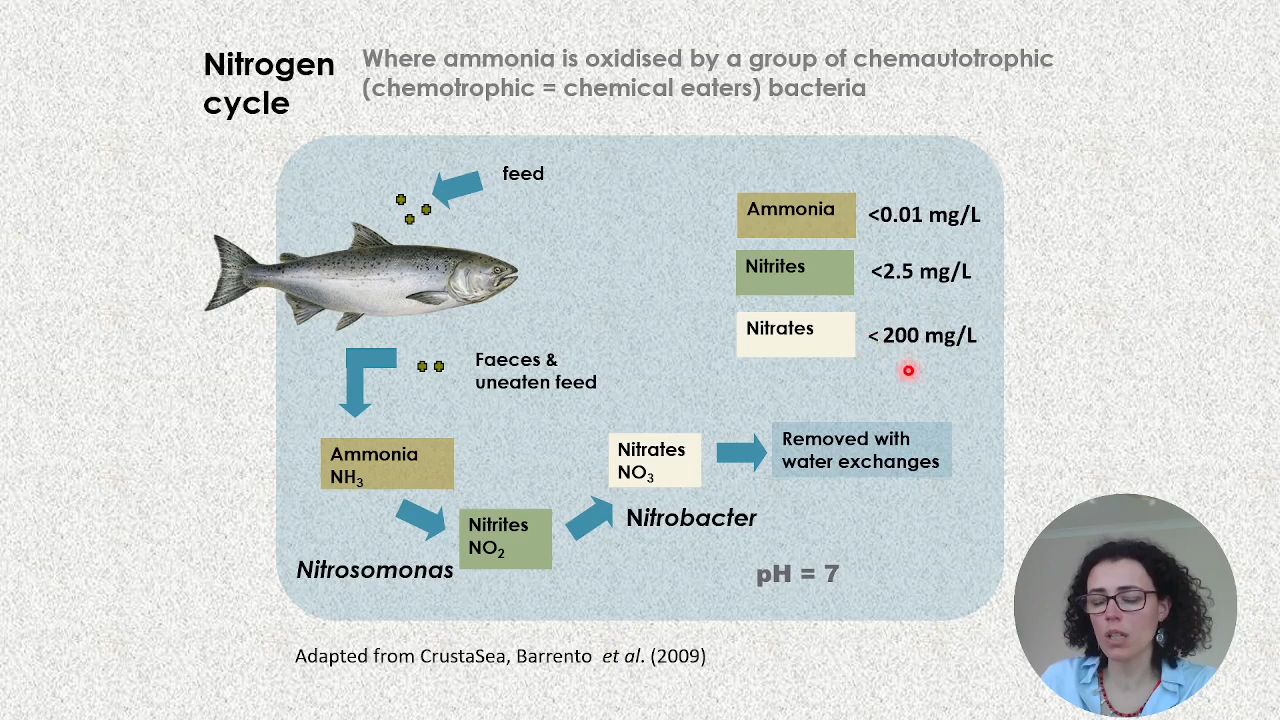 Nitrogen
cycle
Where ammonia is oxidised by a group of chemautotrophic
(chemotrophic = chemical eaters) bacteria
feed
Ammonia <0.01 mg/L
Nitrites <2.5 mg/L
Nitrates < 200 mg/L
Faeces &
uneaten feed
Ammonia
NH3
Nitrites
NO2
Nitrosomonas
Nitrates
NO3
Nitrobacter
Removed with
water exchanges
pH = 7
Adapted from CrustaSea, Barrento et al. (2009)